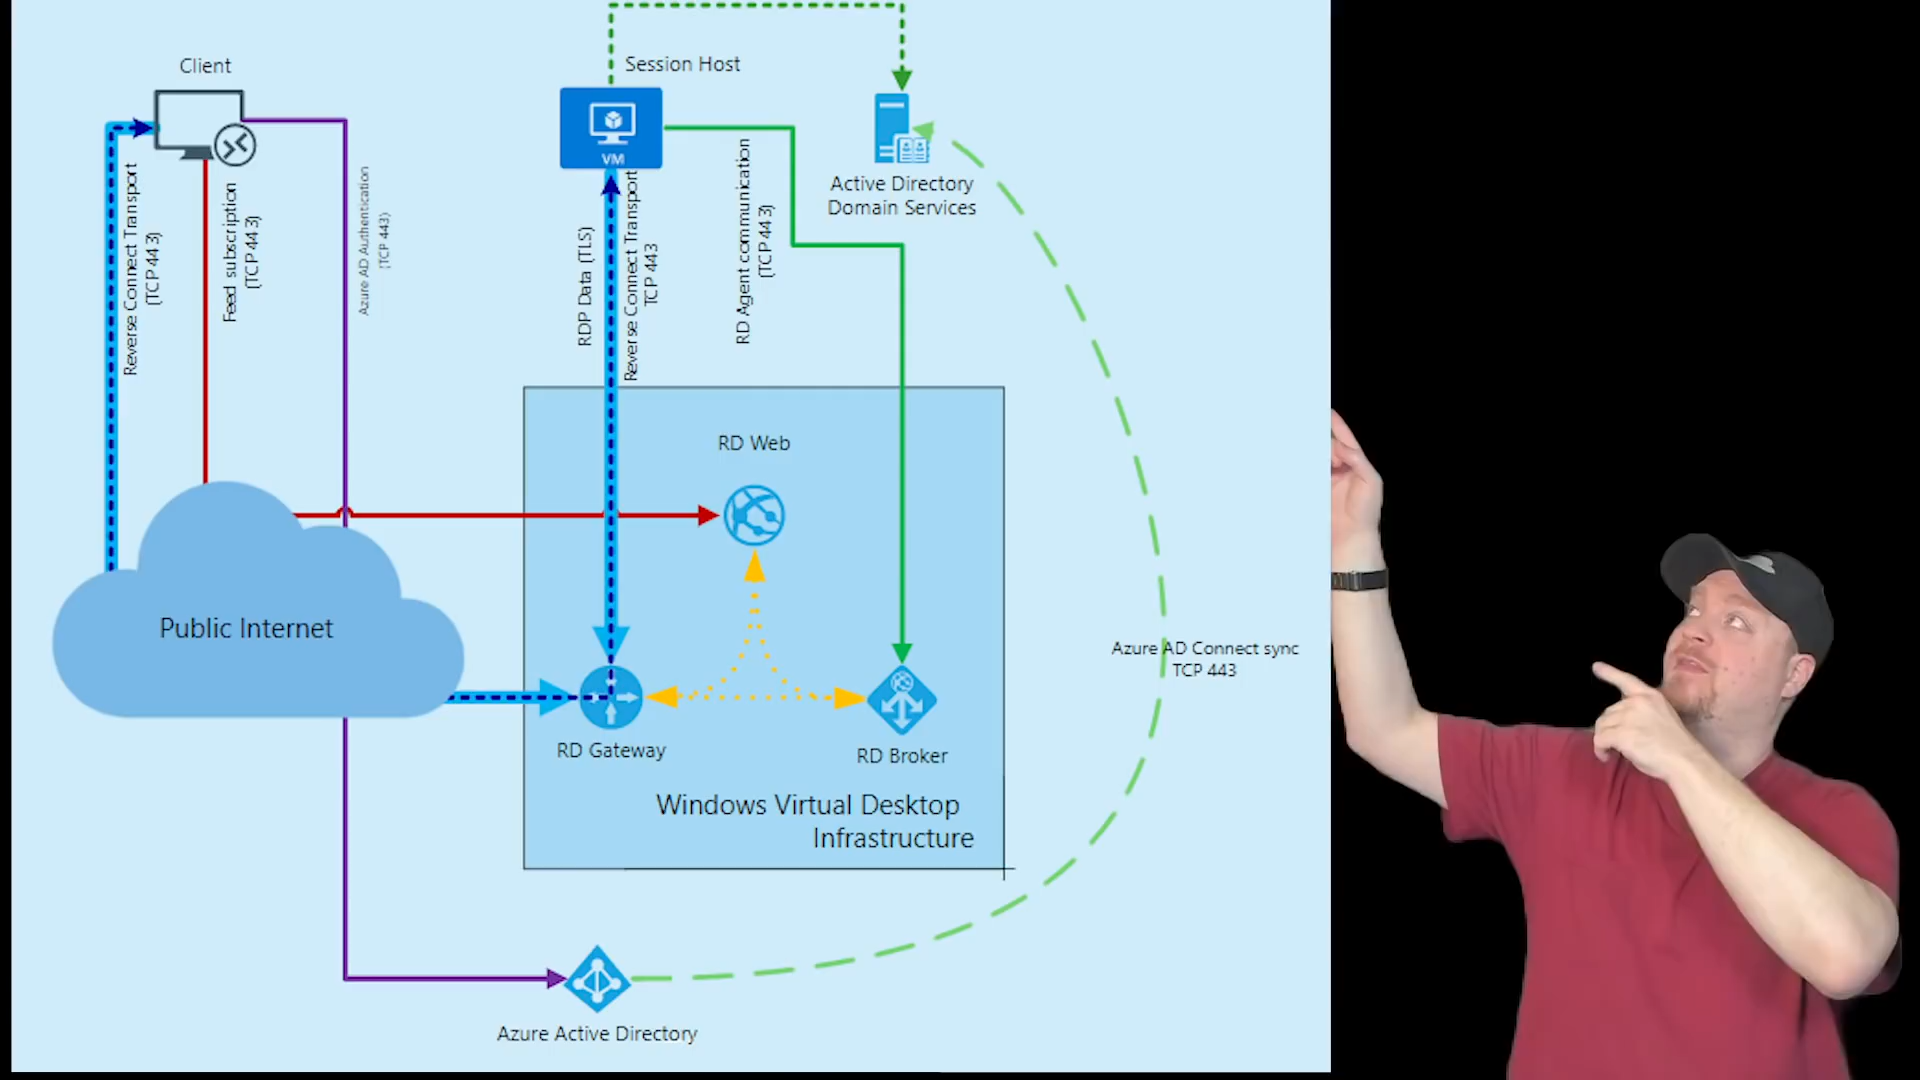 Client
Session Host
VM
Active Directory
Domain Services
Reverse Connect Transport
(TCP 443)
Feed subscription
(TCP 443)
Azure AD Authentication
(TCP 443)
RDP Data (TLS)
Reverse Connect Transport
TCP 443
RD Agent communication
(TCP 443)
RD Web
Public Internet
Azure AD Connect sync
TCP 443
RD Gateway
RD Broker
Windows Virtual Desktop
Infrastructure
Azure Active Directory